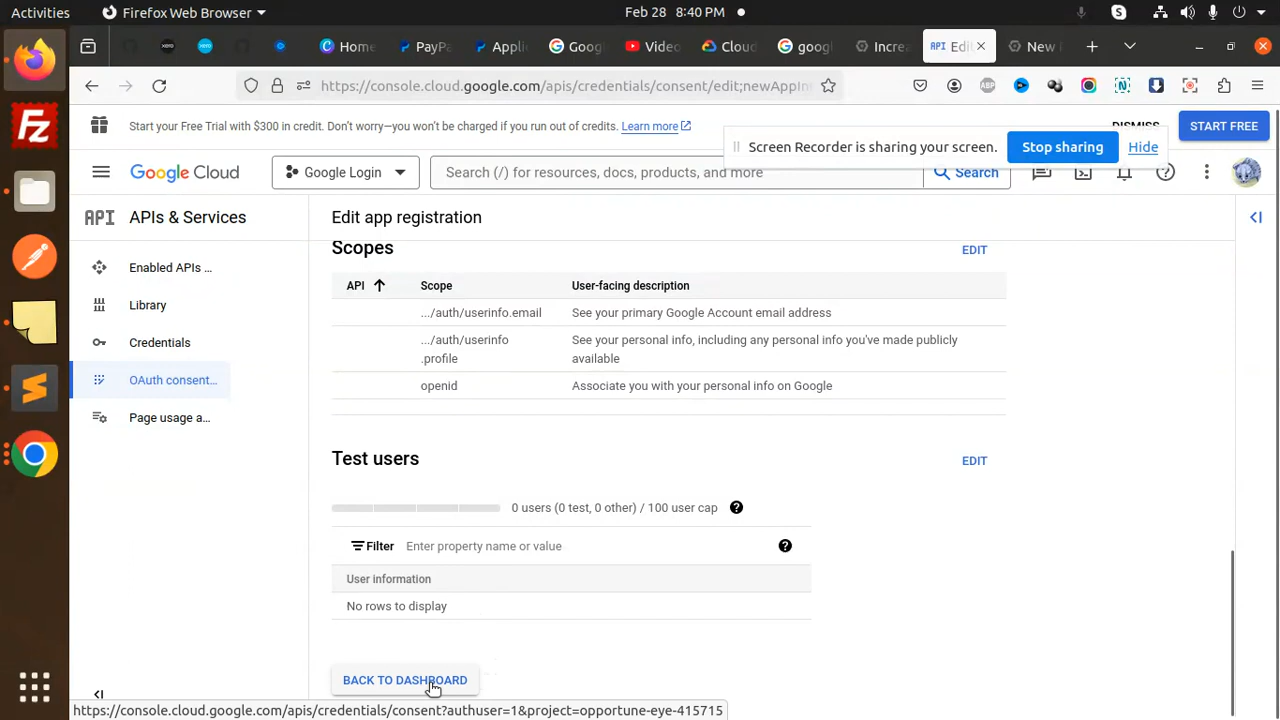 Activities
Firefox Web Browser
Feb 28 8:40 PM
xero
xero
Home
PayPa
Applic
Googl
Video
Cloud
googl
Increa
API Edi
New
https://console.cloud.google.com/apis/credentials/consent/edit;newAppIn
ABP
N
Start your Free Trial with $300 in credit. Don't worry—you won't be charged if you run out of credits. Learn more
DISMISS
START FREE
Screen Recorder is sharing your screen.
Stop sharing
Hide
Google Cloud
Google Login
Search (/) for resources, docs, products, and more
Search
API APIs & Services
Edit app registration
Enabled APIs ...
Library
Credentials
OAuth consent...
Page usage a...
Scopes
EDIT
API
Scope
User-facing description
.../auth/userinfo.email
See your primary Google Account email address
.../auth/userinfo
.profile
See your personal info, including any personal info you've made publicly
available
openid
Associate you with your personal info on Google
Test users
EDIT
0 users (0 test, 0 other) / 100 user cap
Filter
Enter property name or value
User information
No rows to display
BACK TO DASHBOARD
https://console.cloud.google.com/apis/credentials/consent?authuser=1&project=opportune-eye-415715